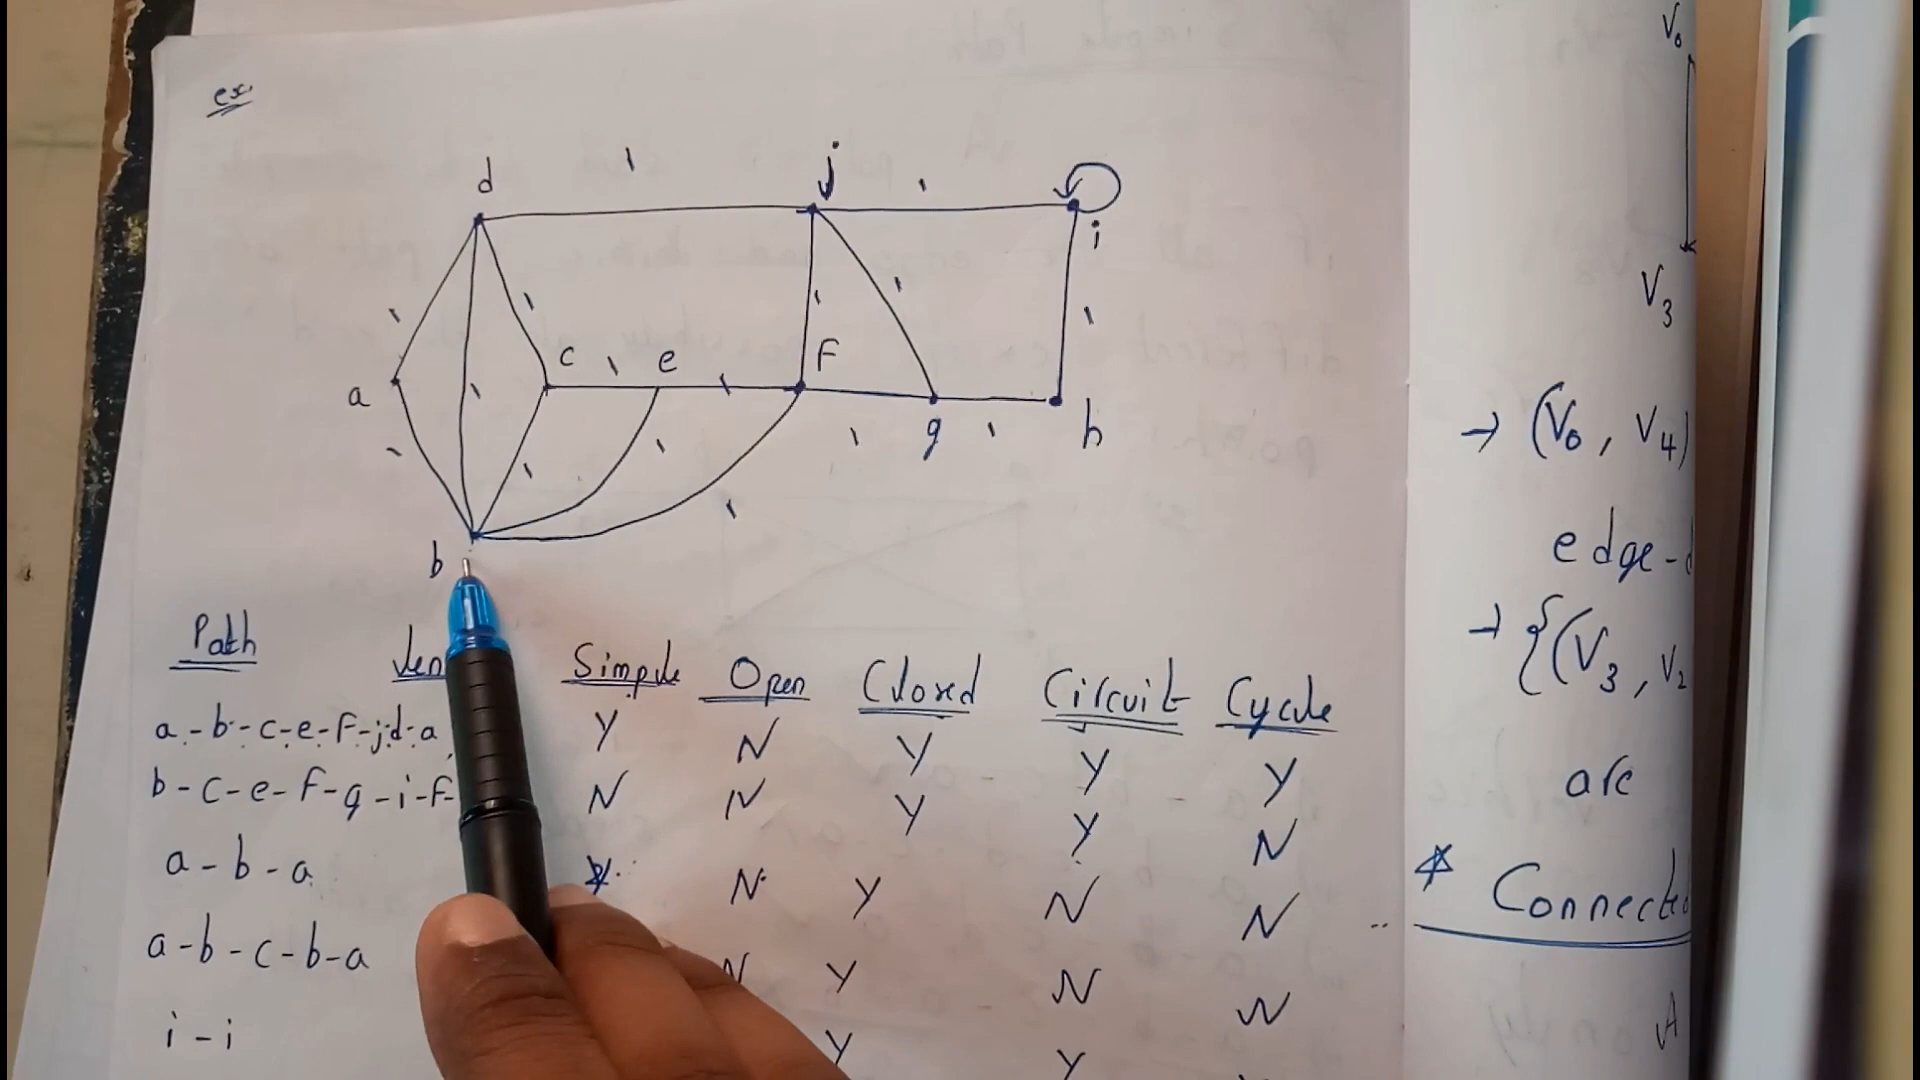 ex.
d
j
i
c
e
F
a
g
h
b
Path Simple Open Closed Circuit Cycle
a-b-c-e-F-j-d-a Y N Y Y Y
b-c-e-F-g-i-F- N N Y Y N
a-b-a N Y N N
a-b-c-b-a N Y N N
i-i Y Y
V₀
V₃
→ (V₀, V₄)
edge-d
→ {(V₃, V₂
are
* Connected
A